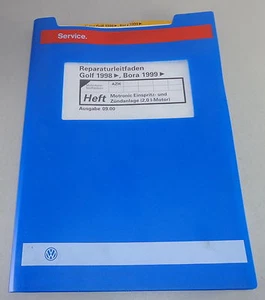 Service.
Reparaturleitfaden
Golf 1998 ►, Bora 1999 ►
Heft
Motronic Einspritz- und
Zündanlage (2,0 l-Motor)
Ausgabe 09.00